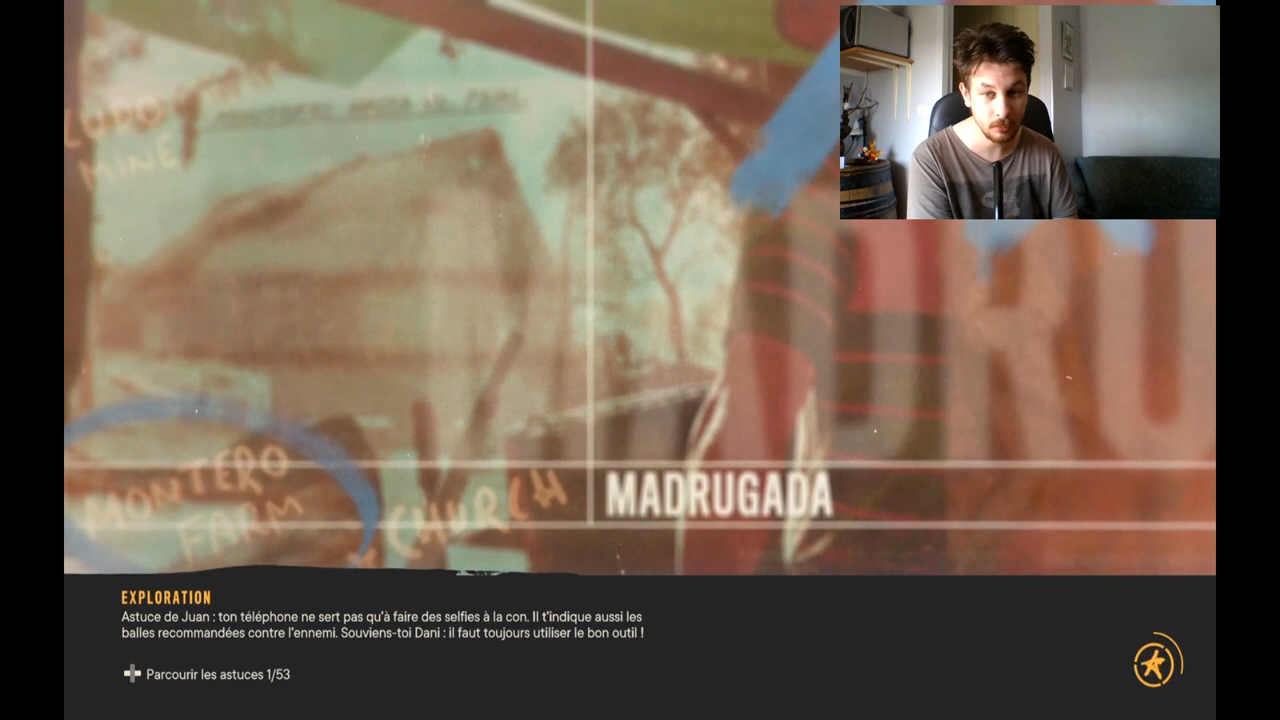 LUPO
MINE
MONTERO
FARM
CHURCH
MADRUGADA
EXPLORATION
Astuce de Juan : ton téléphone ne sert pas qu'à faire des selfies à la con. Il t'indique aussi les
balles recommandées contre l'ennemi. Souviens-toi Dani : il faut toujours utiliser le bon outil !
Parcourir les astuces 1/53